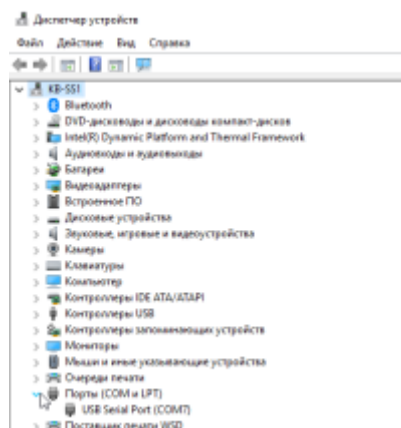 Диспетчер устройств
Файл Действие Вид Справка
KB-SS1
Bluetooth
DVD-дисководы и дисководы компакт-дисков
Intel(R) Dynamic Platform and Thermal Framework
Аудиовходы и аудиовыходы
Батареи
Видеоадаптеры
Встроенное ПО
Дисковые устройства
Звуковые, игровые и видеоустройства
Камеры
Клавиатуры
Компьютер
Контроллеры IDE ATA/ATAPI
Контроллеры USB
Контроллеры запоминающих устройств
Мониторы
Мыши и иные указывающие устройства
Очереди печати
Порты (COM и LPT)
USB Serial Port (COM7)
Поставщик печати WSD